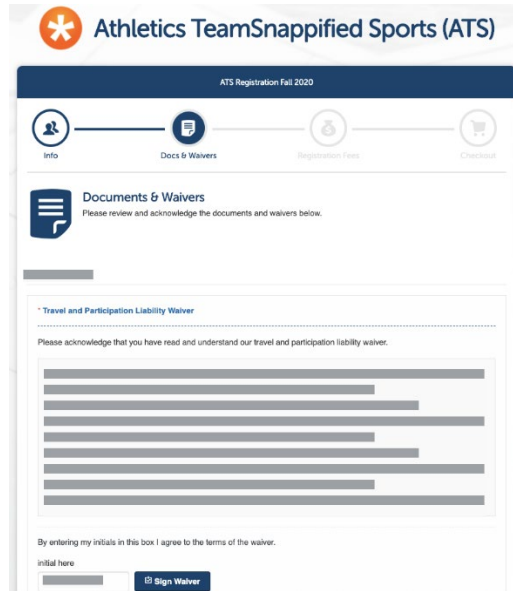 Athletics TeamSnappified Sports (ATS)
ATS Registration Fall 2020
Info
Docs & Waivers
Registration Fees
Checkout
Documents & Waivers
Please review and acknowledge the documents and waivers below.
* Travel and Participation Liability Waiver
Please acknowledge that you have read and understand our travel and participation liability waiver.
By entering my initials in this box I agree to the terms of the waiver.
initial here
Sign Waiver